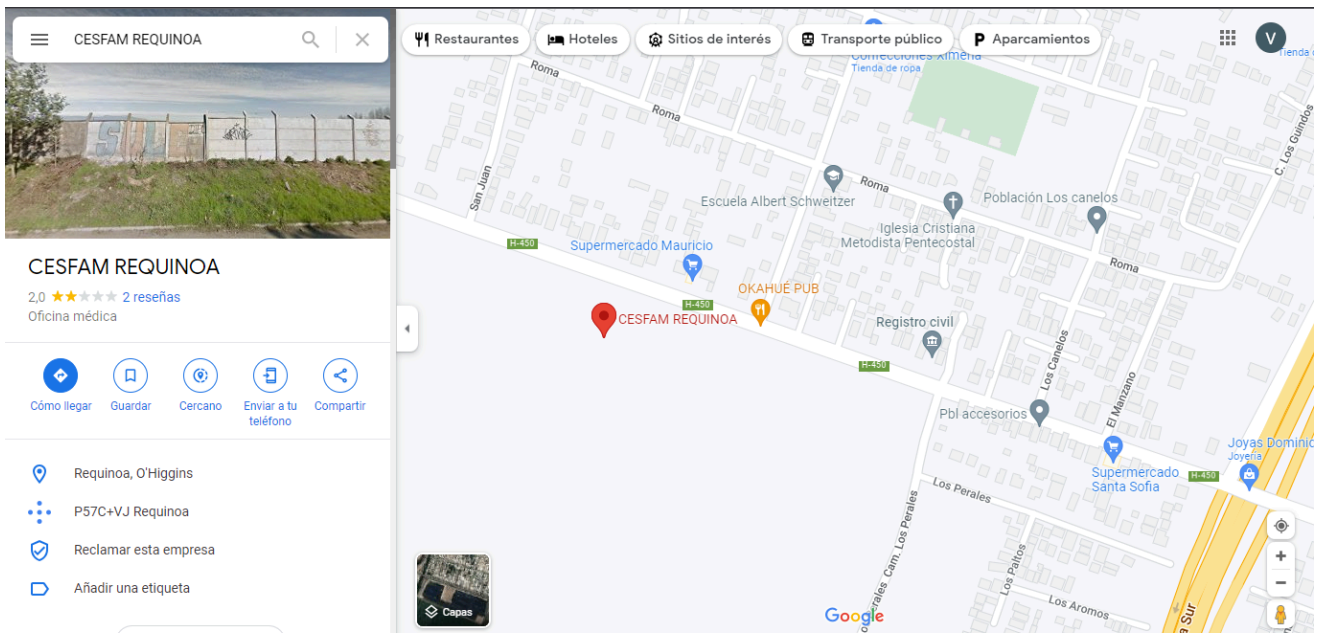 CESFAM REQUINOA
Restaurantes
Hoteles
Sitios de interés
Transporte público
P Aparcamientos
V
CESFAM REQUINOA
2,0 2 reseñas
Oficina médica
Cómo llegar
Guardar
Cercano
Enviar a tu
teléfono
Compartir
Requinoa, O'Higgins
P57C+VJ Requinoa
Reclamar esta empresa
Añadir una etiqueta
Confecciones Ximena
Tienda de ropa
Tienda
Roma
Roma
C. Los Guindos
San Juan
Escuela Albert Schweitzer
Roma
Población Los canelos
Iglesia Cristiana
Metodista Pentecostal
H-450
Supermercado Mauricio
Roma
OKAHUE PUB
H-450
CESFAM REQUINOA
Registro civil
H-450
Los Canelos
El Manzano
Pbl accesorios
Joyas Dominic
Joyería
Supermercado
Santa Sofia
H-450
Los Perales
Cam. Los Perales
Los Paltos
Los Aromos
Capas
Google
Sur